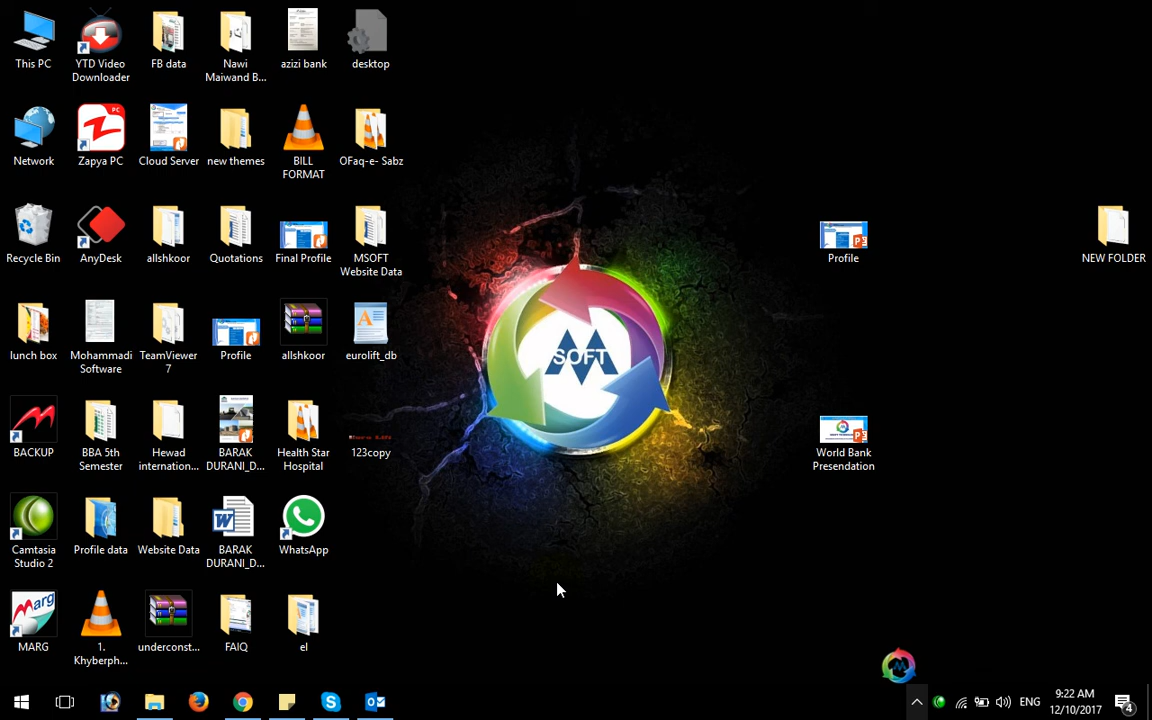 This PC
YTD Video
Downloader
FB data
Nawi
Maiwand B...
azizi bank
desktop
Network
Zapya PC
Cloud Server
new themes
BILL
FORMAT
OFaq-e- Sabz
Recycle Bin
AnyDesk
allshkoor
Quotations
Final Profile
MSOFT
Website Data
Profile
NEW FOLDER
lunch box
Mohammadi
Software
TeamViewer
7
Profile
allshkoor
eurolift_db
MSOFT
BACKUP
BBA 5th
Semester
Hewad
internation...
BARAK
DURANI_D...
Health Star
Hospital
123copy
World Bank
Presendation
Camtasia
Studio 2
Profile data
Website Data
BARAK
DURANI_D...
WhatsApp
MARG
1.
Khyberph...
underconst...
FAIQ
el
ENG
9:22 AM
12/10/2017
4